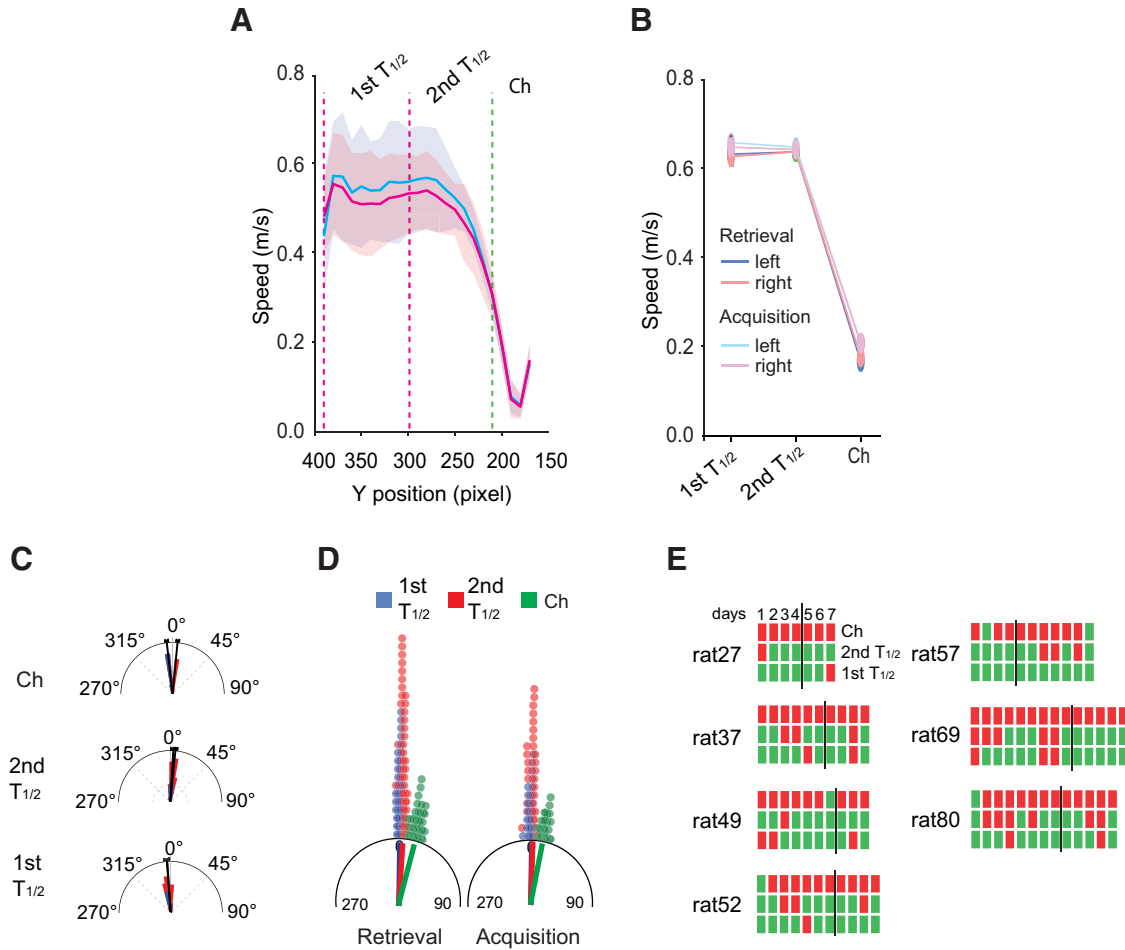 A
1st T1/2
2nd T1/2
Ch
0.8
0.6
0.4
0.2
0.0
Speed (m/s)
400 350 300 250 200 150
Y position (pixel)
B
0.8
0.6
0.4
0.2
0.0
Speed (m/s)
Retrieval
left
right
Acquisition
left
right
1st T1/2
2nd T1/2
Ch
C
Ch
0°
315° 45°
270° 90°
2nd
T1/2
0°
315° 45°
270° 90°
1st
T1/2
0°
315° 45°
270° 90°
D
1st
T1/2
2nd
T1/2
Ch
0
270 90
Retrieval
0
270 90
Acquisition
E
days 1 2 3 4 5 6 7
rat27
Ch
2nd T1/2
1st T1/2
rat37
rat49
rat52
rat57
rat69
rat80